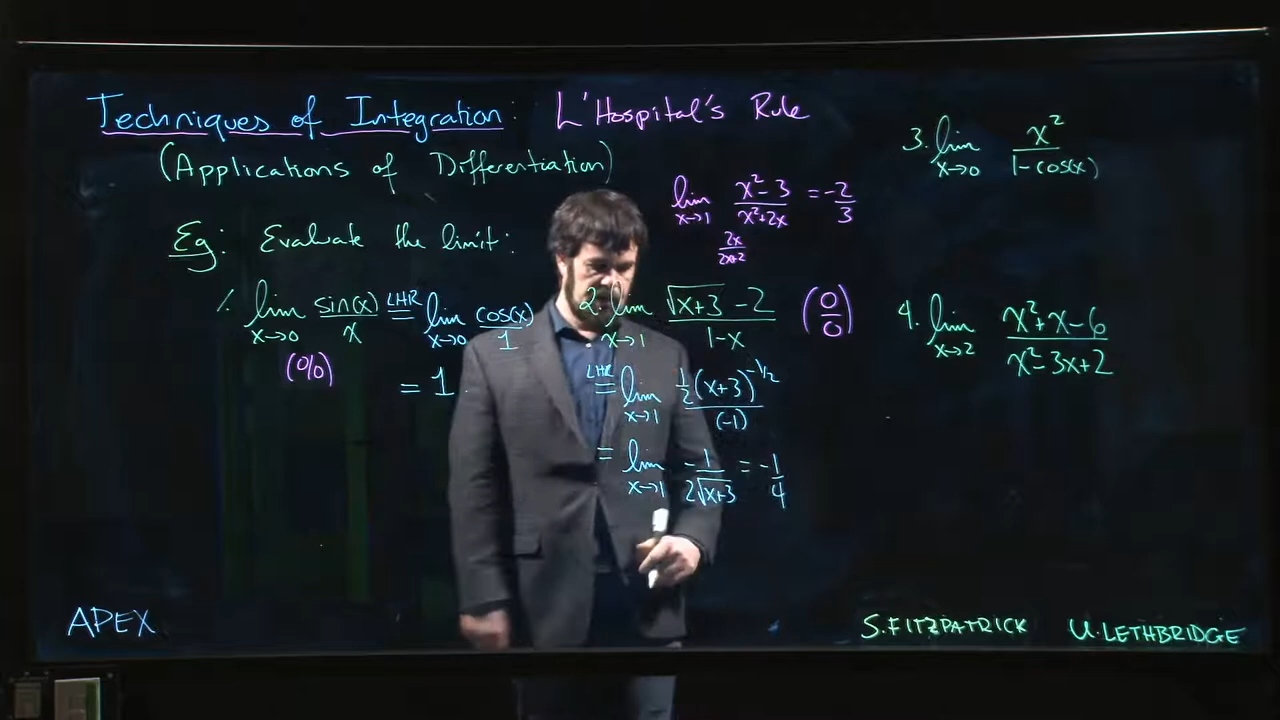 Techniques of Integration: L'Hospital's Rule
(Applications of Differentiation)
Eg: Evaluate the limit:
1. lim x→0 sin(x)/x =LHR lim x→0 cos(x)/1
(0/0)
= 1.
lim x→1 (x²-3)/(x²+2x) = -2/3
2x/2x+2
2. lim x→1 (√(x+3) - 2)/(1-x) (0/0)
=LHR lim x→1 ½(x+3)^(-1/2)/(-1)
= lim x→1 -1/(2√(x+3)) = -1/4
3. lim x→0 x²/(1-cos(x))
4. lim x→2 (x²+x-6)/(x²-3x+2)
APEX
S. FITZPATRICK U. LETHBRIDGE